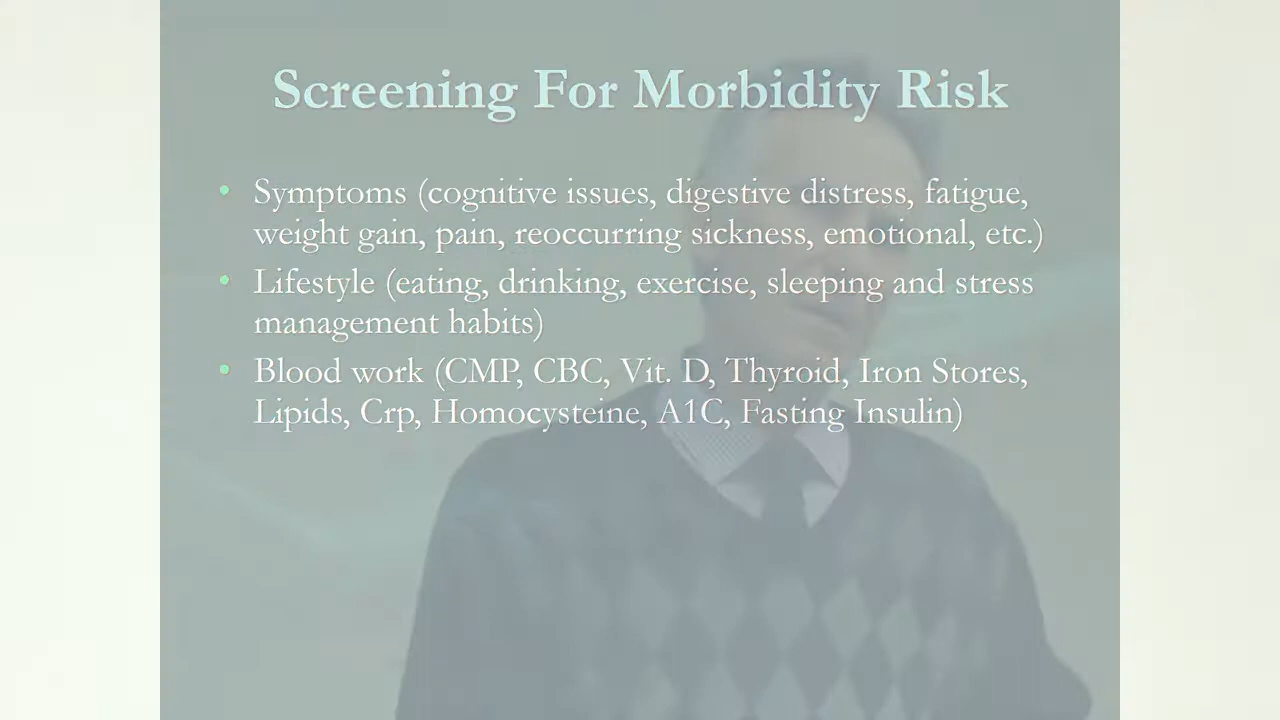 Screening For Morbidity Risk
• Symptoms (cognitive issues, digestive distress, fatigue,
weight gain, pain, reoccurring sickness, emotional, etc.)
• Lifestyle (eating, drinking, exercise, sleeping and stress
management habits)
• Blood work (CMP, CBC, Vit. D, Thyroid, Iron Stores,
Lipids, Crp, Homocysteine, A1C, Fasting Insulin)